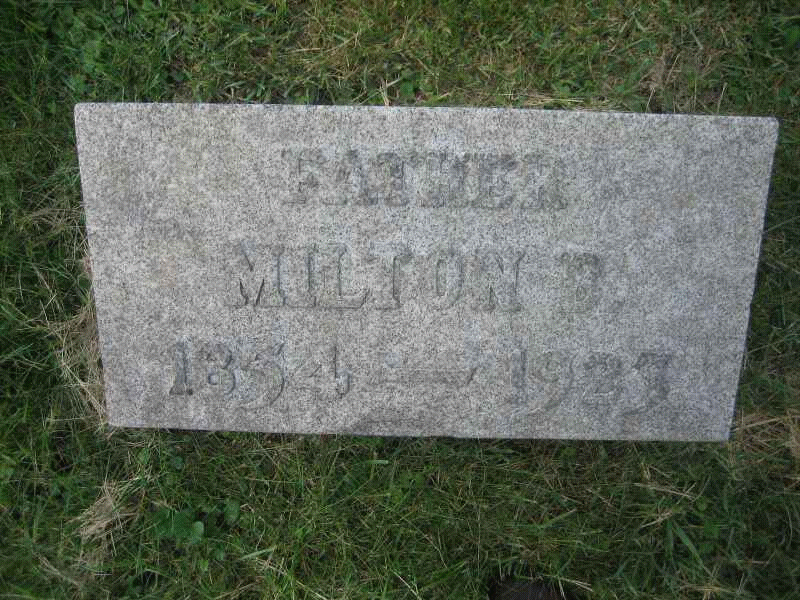 FATHER
MILTON B.
1854 — 1923